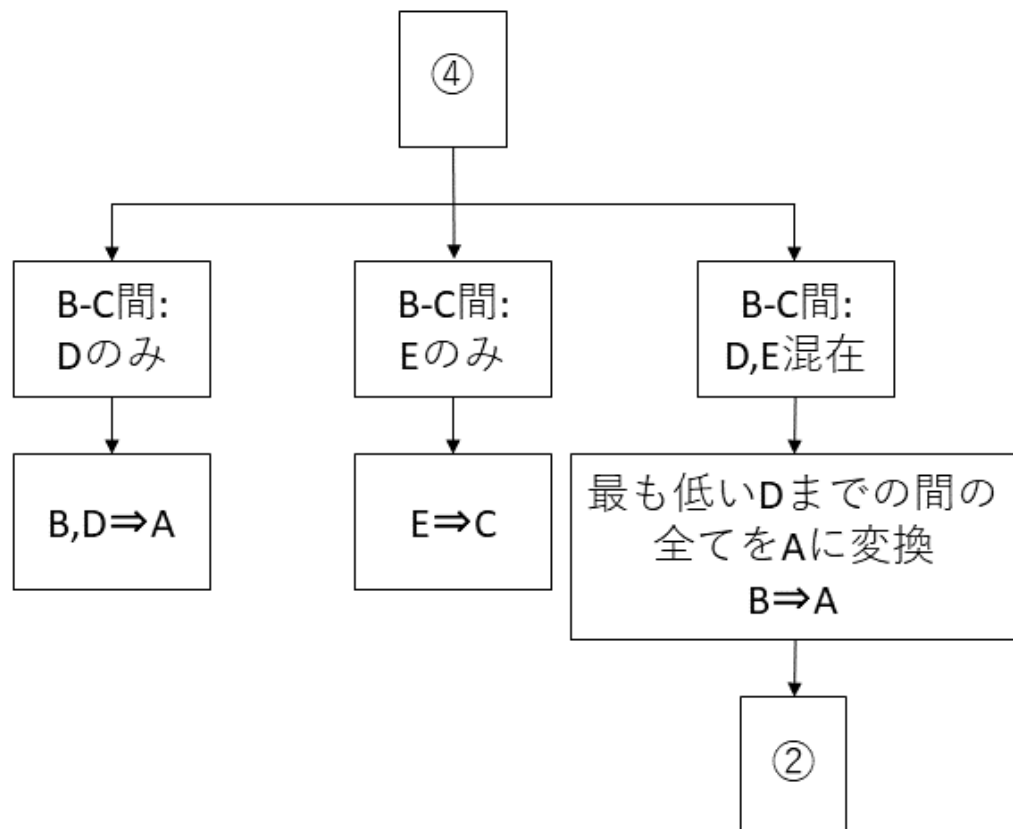 ④
B-C間:
Dのみ
B-C間:
Eのみ
B-C間:
D,E混在
B,D⇒A
E⇒C
最も低いDまでの間の
全てをAに変換
B⇒A
②